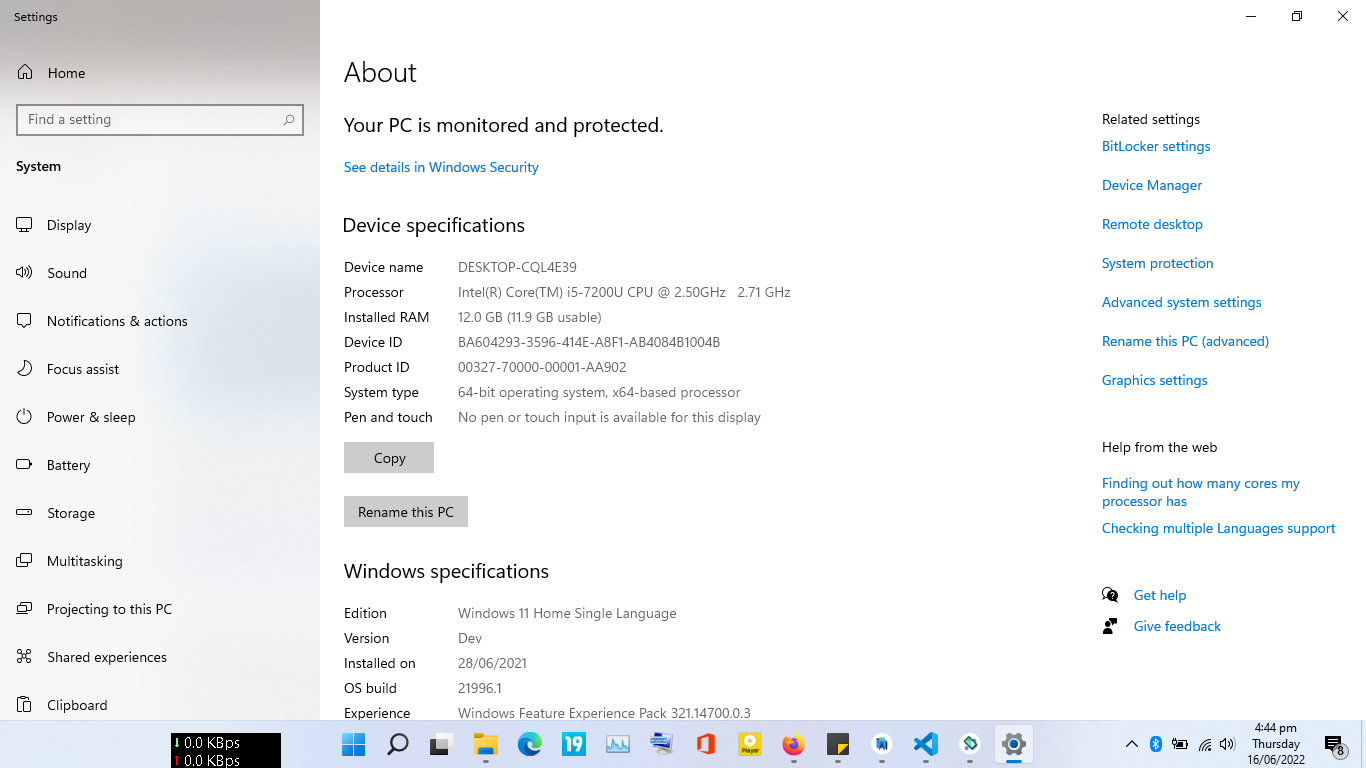 Settings
Home
Find a setting
System
Display
Sound
Notifications & actions
Focus assist
Power & sleep
Battery
Storage
Multitasking
Projecting to this PC
Shared experiences
Clipboard
About
Your PC is monitored and protected.
See details in Windows Security
Device specifications
Device name DESKTOP-CQL4E39
Processor Intel(R) Core(TM) i5-7200U CPU @ 2.50GHz 2.71 GHz
Installed RAM 12.0 GB (11.9 GB usable)
Device ID BA604293-3596-414E-A8F1-AB4084B1004B
Product ID 00327-70000-00001-AA902
System type 64-bit operating system, x64-based processor
Pen and touch No pen or touch input is available for this display
Copy
Rename this PC
Windows specifications
Edition Windows 11 Home Single Language
Version Dev
Installed on 28/06/2021
OS build 21996.1
Experience Windows Feature Experience Pack 321.14700.0.3
Related settings
BitLocker settings
Device Manager
Remote desktop
System protection
Advanced system settings
Rename this PC (advanced)
Graphics settings
Help from the web
Finding out how many cores my
processor has
Checking multiple Languages support
Get help
Give feedback
0.0 KBps
0.0 KBps
19
Player
4:44 pm
Thursday
16/06/2022
8